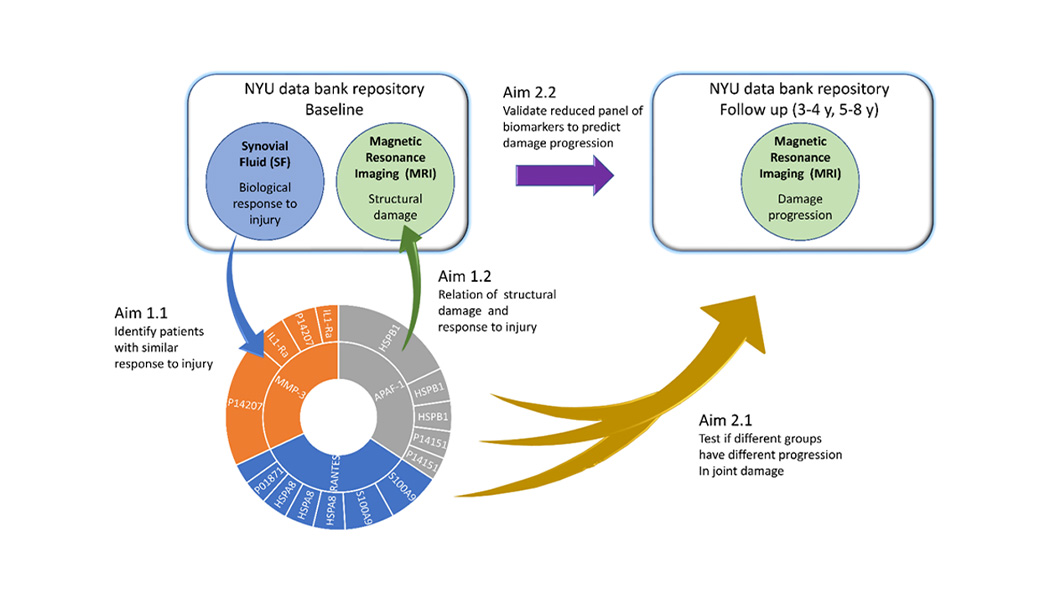 NYU data bank repository
Baseline
Synovial
Fluid (SF)
Biological
response to
injury
Magnetic
Resonance
Imaging (MRI)
Structural
damage
Aim 2.2
Validate reduced panel of
biomarkers to predict
damage progression
NYU data bank repository
Follow up (3-4 y, 5-8 y)
Magnetic
Resonance
Imaging (MRI)
Damage
progression
Aim 1.1
Identify patients
with similar
response to injury
Aim 1.2
Relation of structural
damage and
response to injury
Aim 2.1
Test if different groups
have different progression
In joint damage
MMP-3
P14207
IL1-Ra
P14207
IL1-Ra
APAF-1
HSPB1
HSPB1
HSPB1
P14151
P14151
RANTES
S100A9
S100A9
HSPA8
HSPA8
HSPA8
P01871